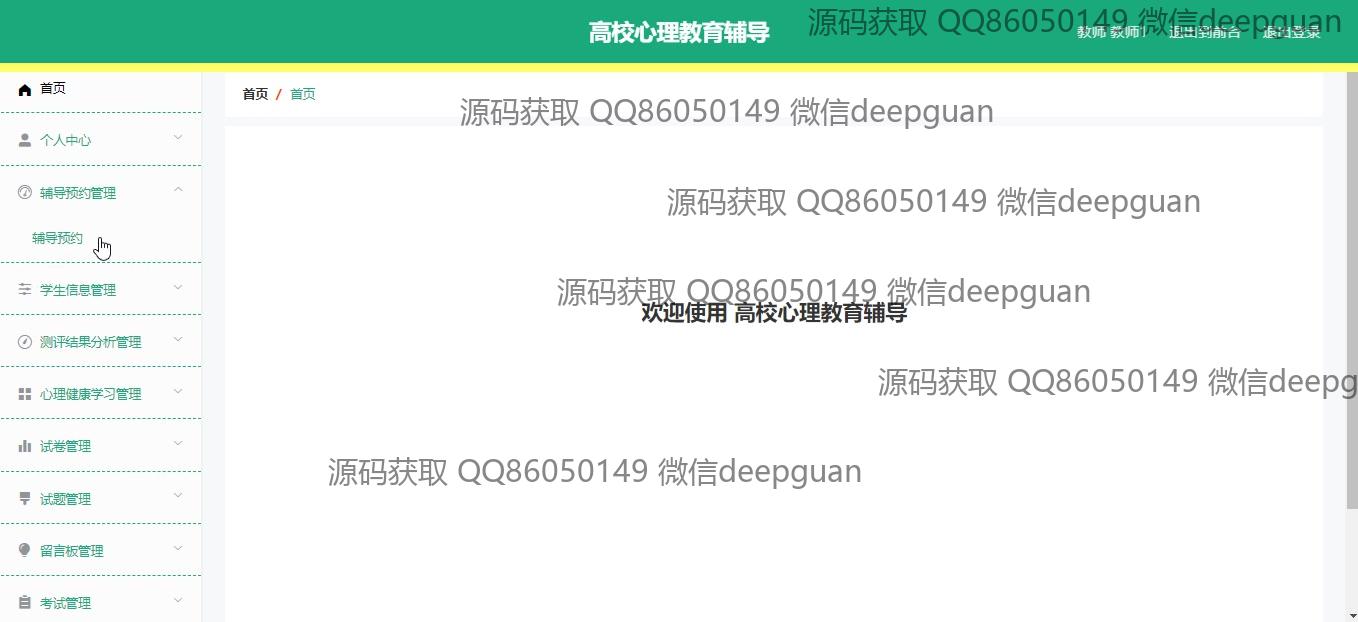 高校心理教育辅导
源码获取 QQ86050149 微信deepguan
教师 教师1 退出到前台 退出登录
首页
首页 / 首页
源码获取 QQ86050149 微信deepguan
个人中心
辅导预约管理
源码获取 QQ86050149 微信deepguan
辅导预约
学生信息管理
源码获取 QQ86050149 微信deepguan
欢迎使用 高校心理教育辅导
测评结果分析管理
源码获取 QQ86050149 微信deepg
心理健康学习管理
试卷管理
源码获取 QQ86050149 微信deepguan
试题管理
留言板管理
考试管理